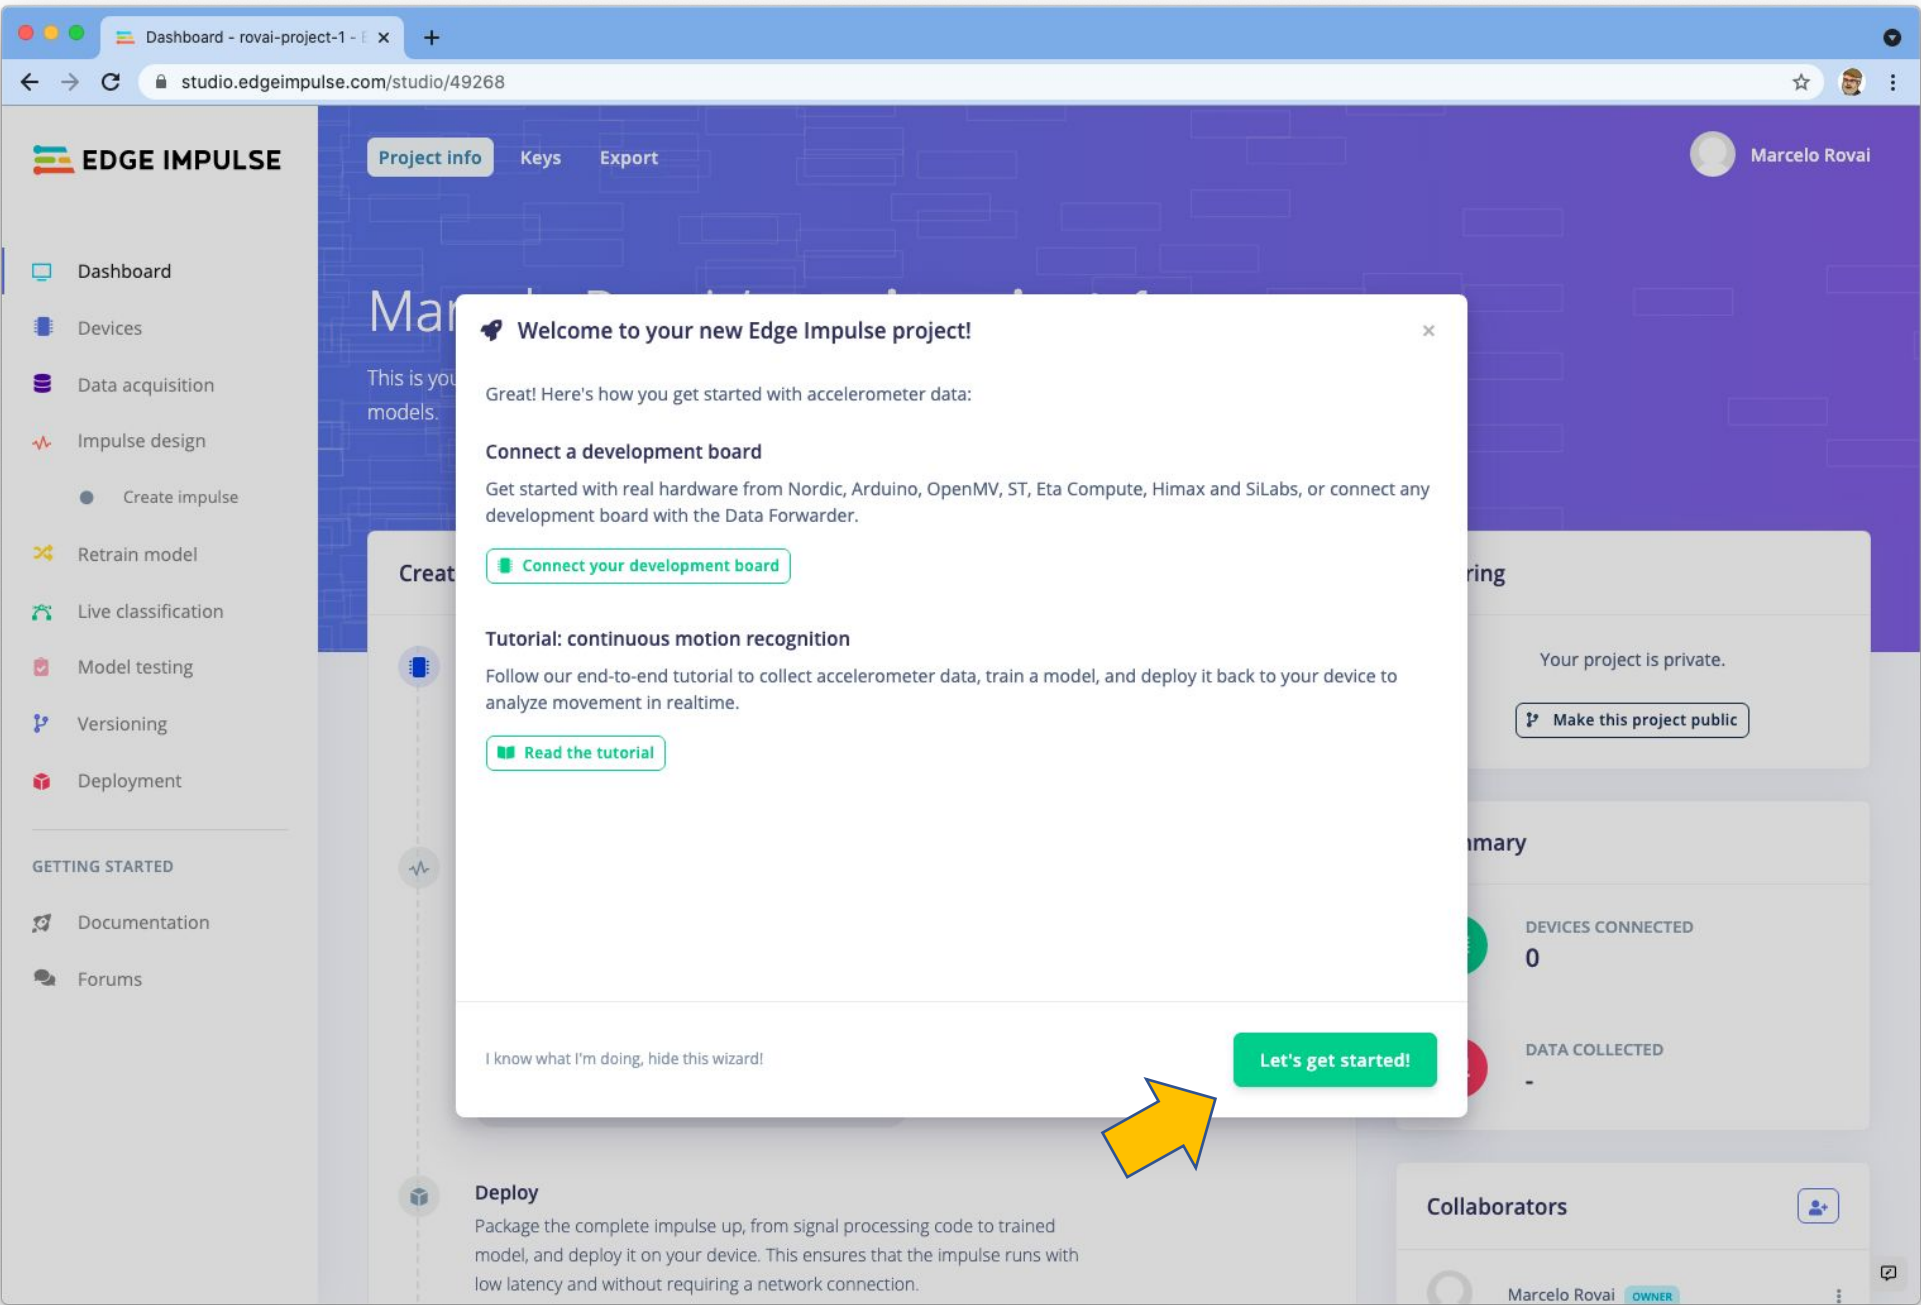 Dashboard - rovai-project-1 - E
studio.edgeimpulse.com/studio/49268
EDGE IMPULSE
Project info
Keys
Export
Marcelo Rovai
Dashboard
Devices
Data acquisition
Impulse design
Create impulse
Retrain model
Live classification
Model testing
Versioning
Deployment
GETTING STARTED
Documentation
Forums
Mar
This is you
models.
Creat
Welcome to your new Edge Impulse project!
Great! Here's how you get started with accelerometer data:
Connect a development board
Get started with real hardware from Nordic, Arduino, OpenMV, ST, Eta Compute, Himax and SiLabs, or connect any
development board with the Data Forwarder.
Connect your development board
Tutorial: continuous motion recognition
Follow our end-to-end tutorial to collect accelerometer data, train a model, and deploy it back to your device to
analyze movement in realtime.
Read the tutorial
I know what I'm doing, hide this wizard!
Let's get started!
Deploy
Package the complete impulse up, from signal processing code to trained
model, and deploy it on your device. This ensures that the impulse runs with
low latency and without requiring a network connection.
ring
Your project is private.
Make this project public
mmary
DEVICES CONNECTED
0
DATA COLLECTED
-
Collaborators
Marcelo Rovai OWNER